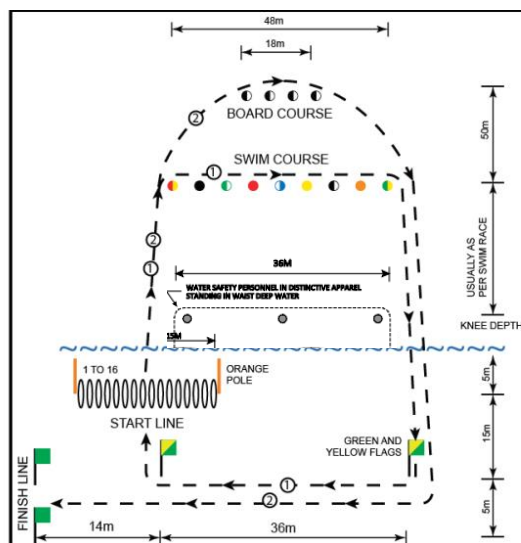 48m
18m
2
BOARD COURSE
50m
SWIM COURSE
1
2
1
USUALLY AS
PER SWIM RACE
36M
WATER SAFETY PERSONNEL IN DISTINCTIVE APPAREL
STANDING IN WAIST DEEP WATER
15M
KNEE DEPTH
1 TO 16
ORANGE
POLE
5m
START LINE
15m
GREEN AND
YELLOW FLAGS
FINISH LINE
1
2
5m
14m
36m